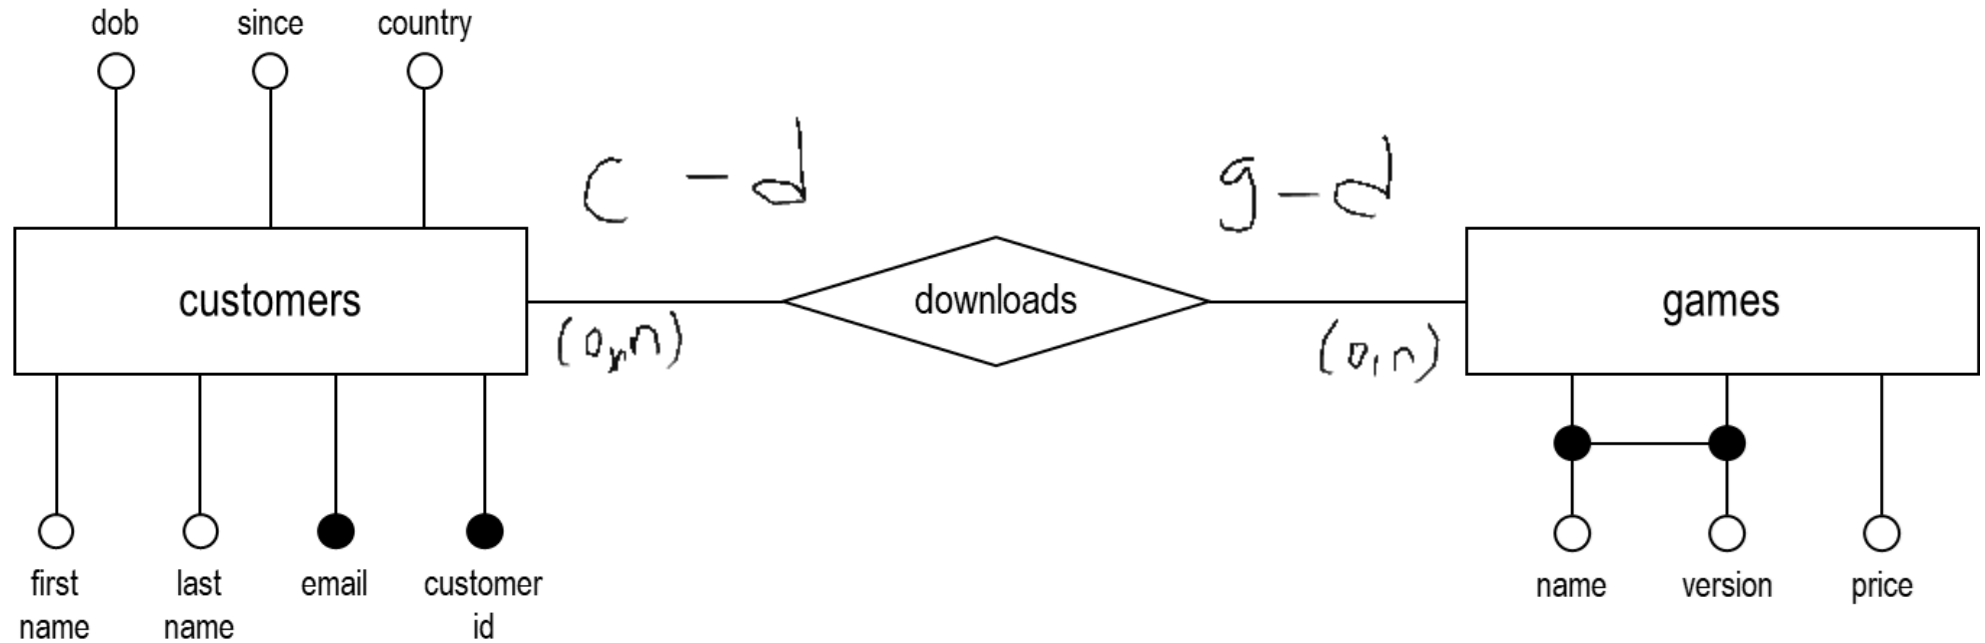 dob since country
c - d g - d
customers downloads games
(0,n) (0,n)
first last email customer name version price
name name id